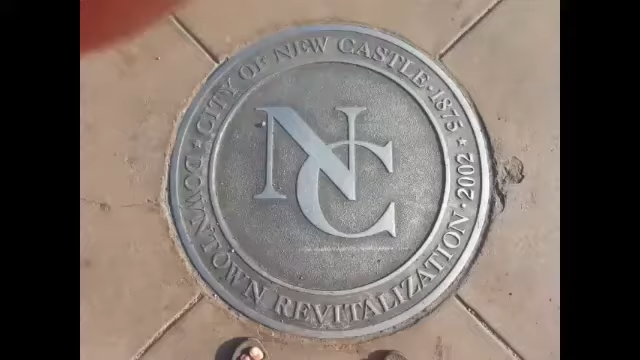 ★ CITY OF NEW CASTLE · 1875 ★
DOWNTOWN REVITALIZATION · 2002
NC